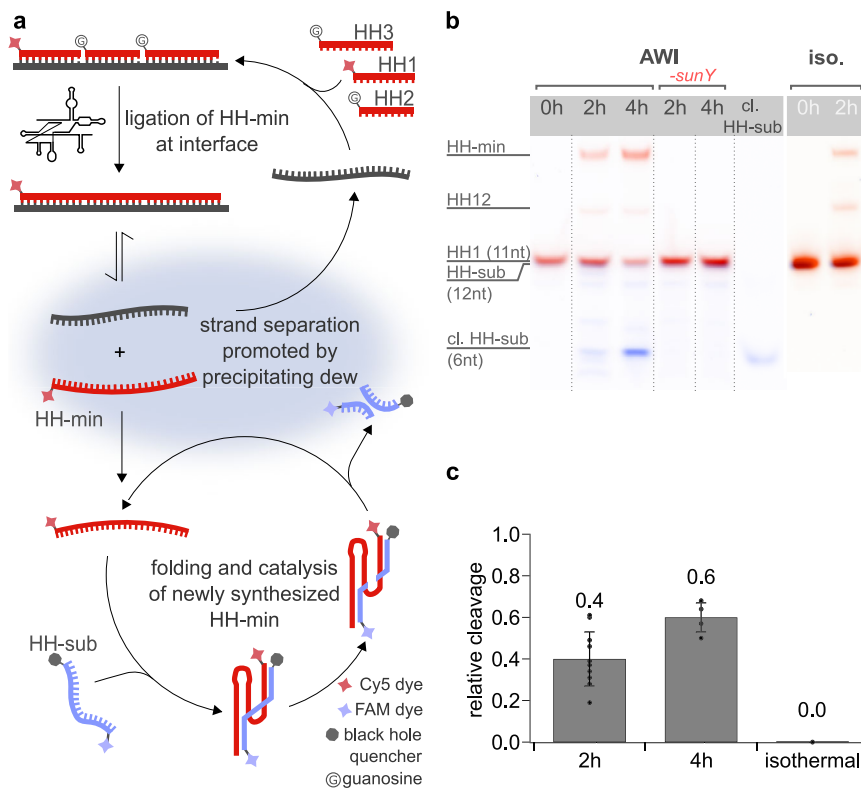 a
G
G
G
HH3
HH1
G
HH2
ligation of HH-min
at interface
strand separation
promoted by
precipitating dew
+
HH-min
folding and catalysis
of newly synthesized
HH-min
HH-sub
Cy5 dye
FAM dye
black hole
quencher
G guanosine
b
AWI
iso.
-sunY
0h 2h 4h 2h 4h cl.
HH-sub
0h 2h
HH-min
HH12
HH1 (11nt)
HH-sub
(12nt)
cl. HH-sub
(6nt)
c
relative cleavage
1.0
0.8
0.6
0.4
0.2
0.0
0.4
0.6
0.0
2h
4h
isothermal